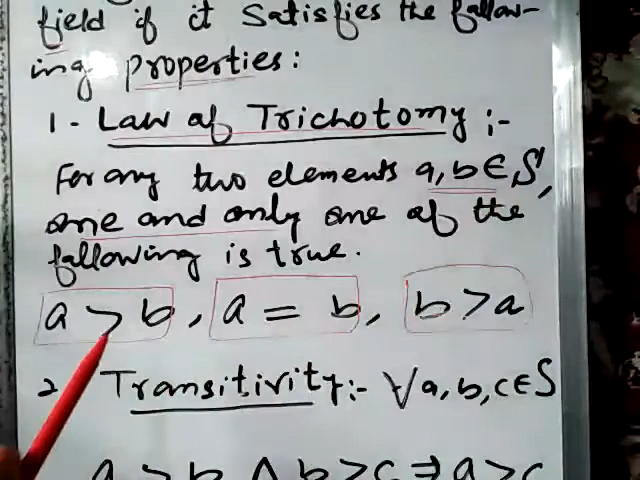 field if it Satisfies the follow-
ing properties:
1- Law of Trichotomy :-
For any two elements a, b ∈ S,
one and only one of the
following is true.
a > b, a = b, b > a
2 Transitivity:- ∀ a, b, c ∈ S
a > b ∧ b > c ⇒ a > c